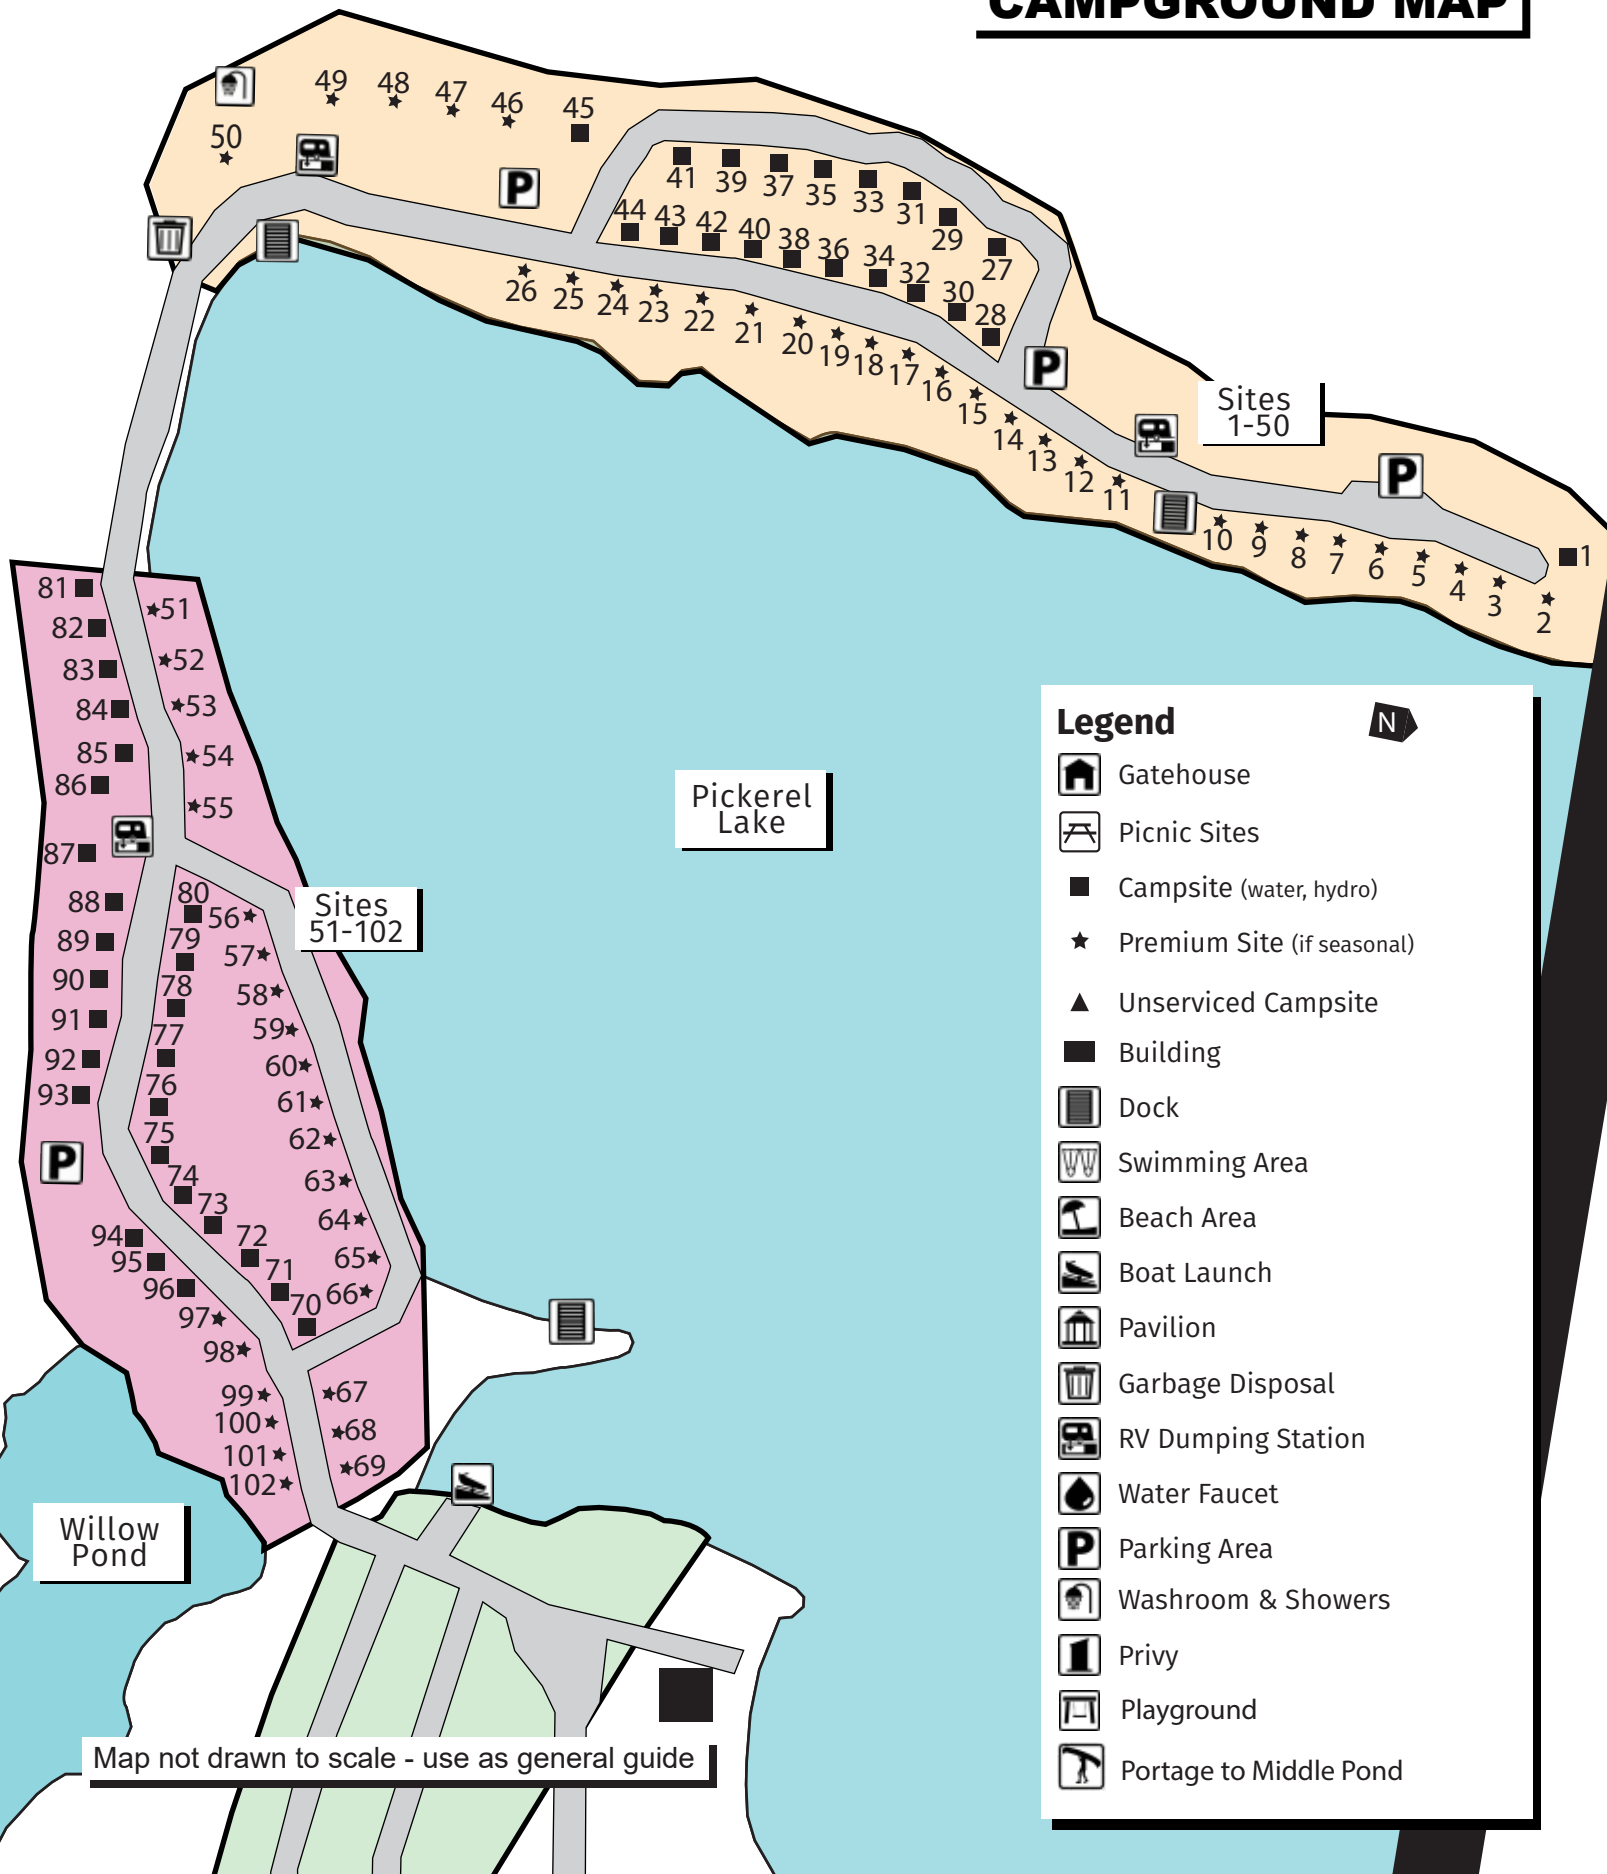 CAMPGROUND MAP
49 48 47 46 45
50
P
41 39 37 35 33 31 29 27
44 43 42 40 38 36 34 32 30 28
26 25 24 23 22 21 20 19 18 17 16 15 14 13 12 11
P
Sites
1-50
P
10 9 8 7 6 5 4 3 2
1
81
51
82
52
83
53
84
54
85
55
86
87
88
80
56
Sites
51-102
89
79
57
90
78
58
91
77
59
92
60
93
76
61
75
62
P
74
63
73
64
94
72
65
95
71
66
96
70
97
98
99
67
100
68
101
69
102
Pickerel
Lake
Willow
Pond
Map not drawn to scale - use as general guide
Legend
N
Gatehouse
Picnic Sites
Campsite (water, hydro)
Premium Site (if seasonal)
Unserviced Campsite
Building
Dock
Swimming Area
Beach Area
Boat Launch
Pavilion
Garbage Disposal
RV Dumping Station
Water Faucet
P Parking Area
Washroom & Showers
Privy
Playground
Portage to Middle Pond